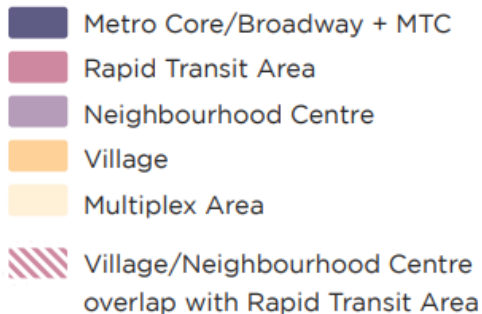 Metro Core/Broadway + MTC
Rapid Transit Area
Neighbourhood Centre
Village
Multiplex Area
Village/Neighbourhood Centre
overlap with Rapid Transit Area